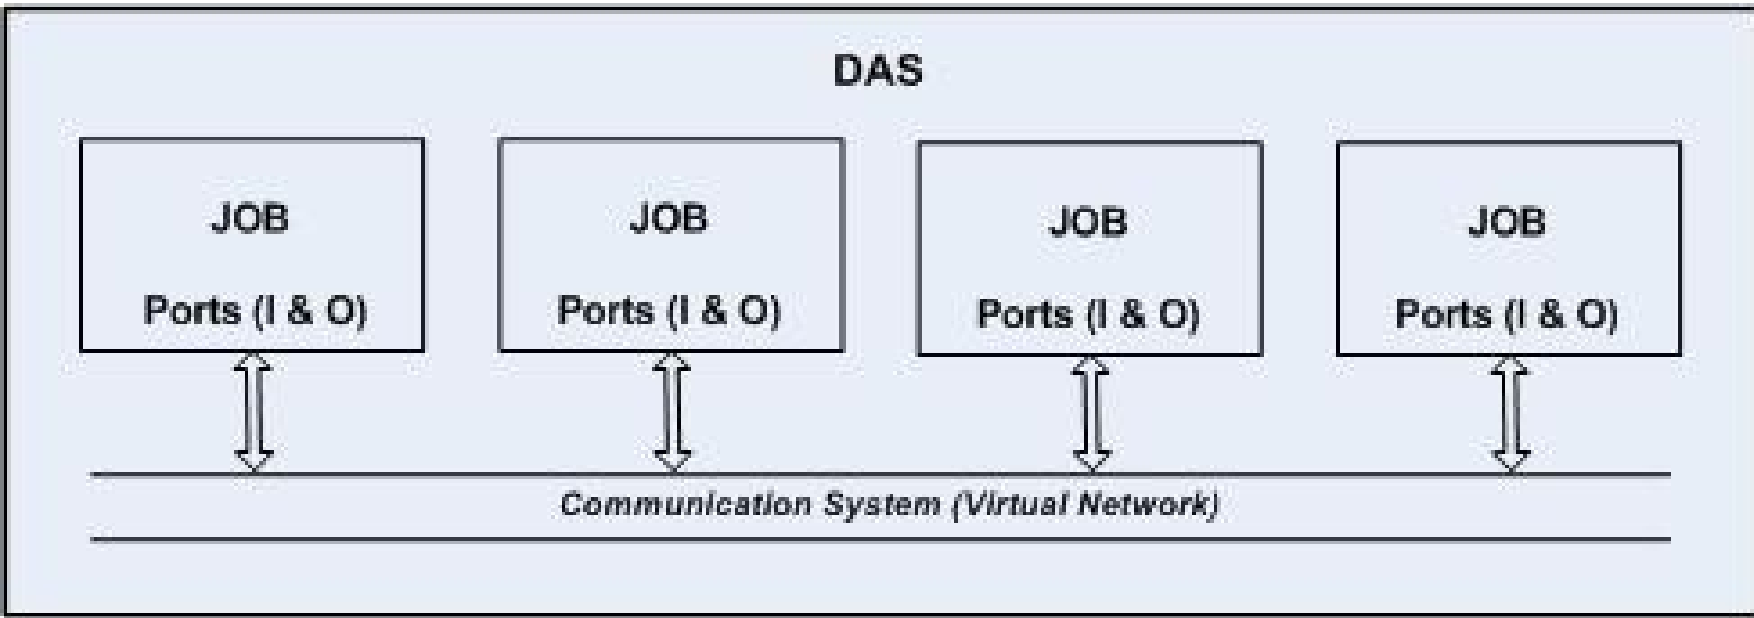 DAS
JOB
Ports (I & O)
JOB
Ports (I & O)
JOB
Ports (I & O)
JOB
Ports (I & O)
Communication System (Virtual Network)